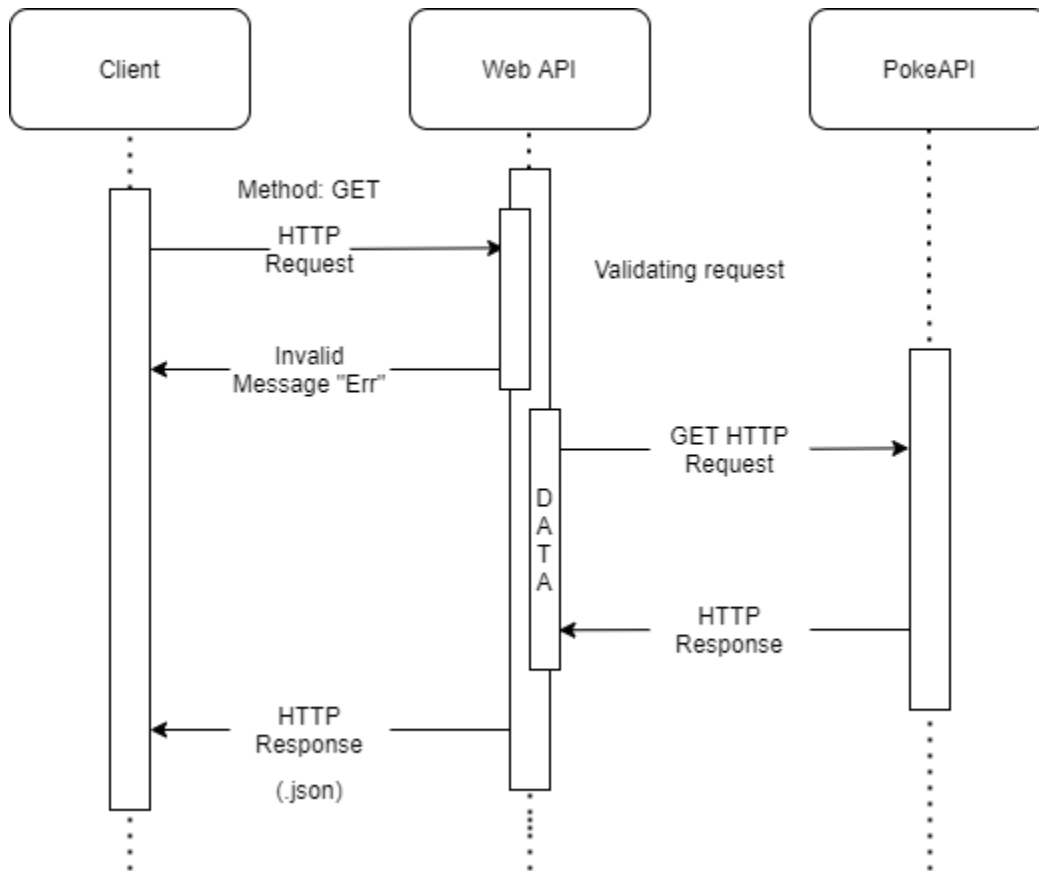 Client
Web API
PokeAPI
Method: GET
HTTP
Request
Validating request
Invalid
Message "Err"
GET HTTP
Request
D
A
T
A
HTTP
Response
HTTP
Response
(.json)